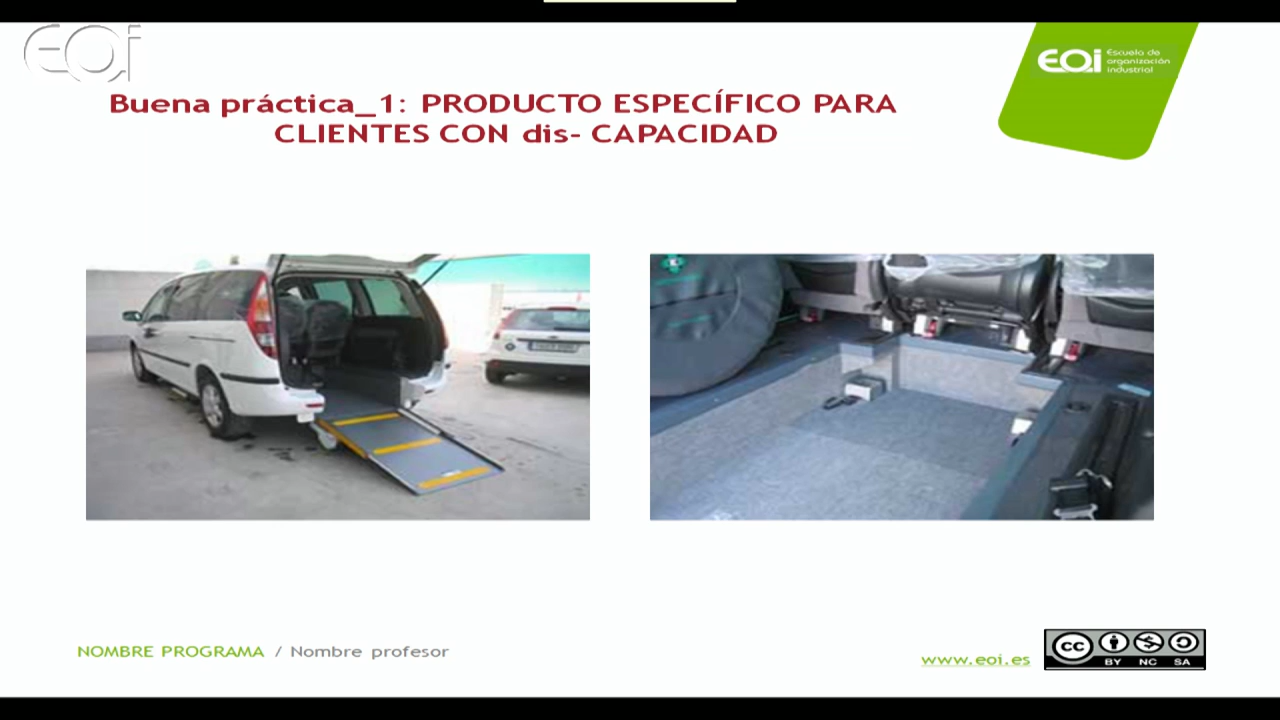 EOi
EOi Escuela de
organización
industrial
Buena práctica_1: PRODUCTO ESPECÍFICO PARA
CLIENTES CON dis- CAPACIDAD
NOMBRE PROGRAMA / Nombre profesor
www.eoi.es
cc
BY NC SA